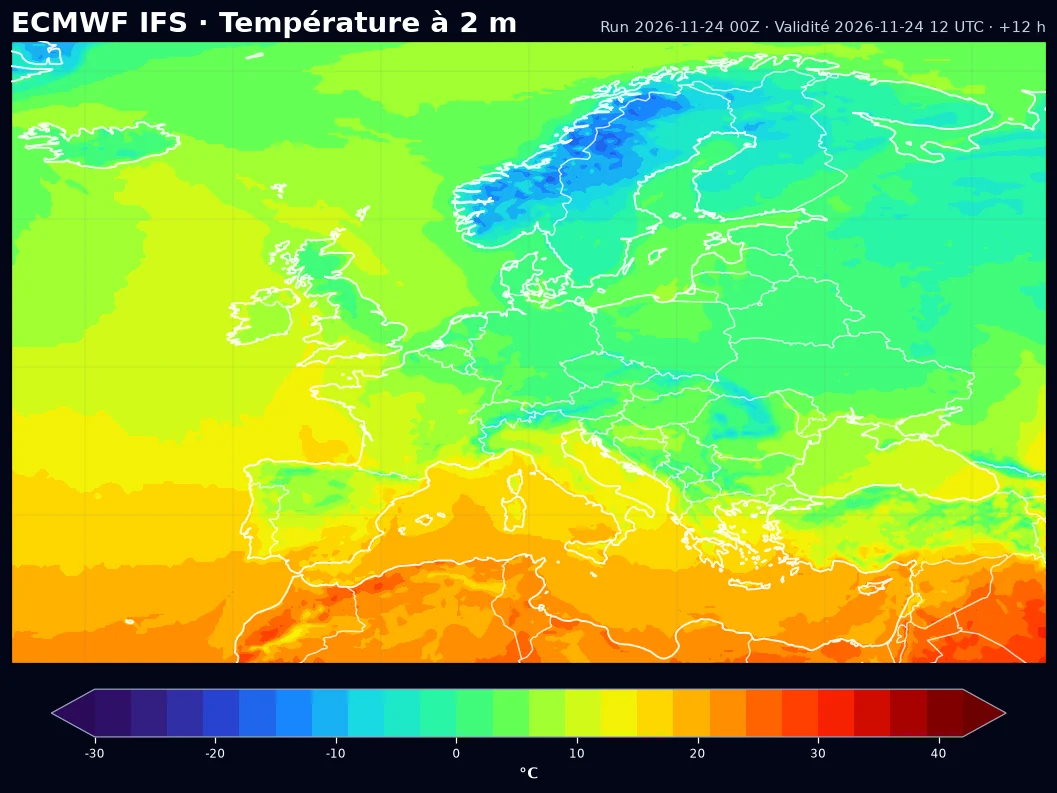 ECMWF IFS · Température à 2 m
Run 2026-11-24 00Z · Validité 2026-11-24 12 UTC · +12 h
-30 -20 -10 0 10 20 30 40
°C